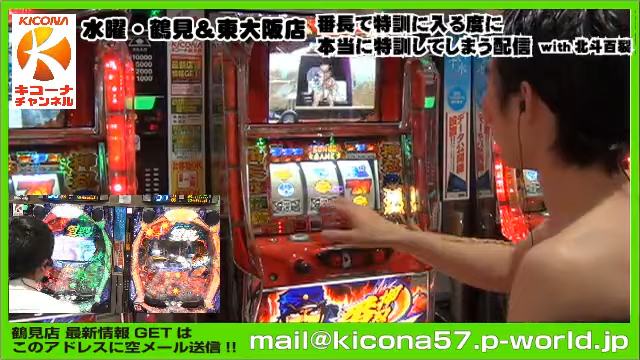 KICONA
キコーナ
チャンネル
水曜・鶴見&東大阪店
番長で特訓に入る度に
本当に特訓してしまう配信 with 北斗百裂
BONUS GAME
KICONA
鶴見店 最新情報 GET は
このアドレスに空メール送信!!
mail@kicona57.p-world.jp